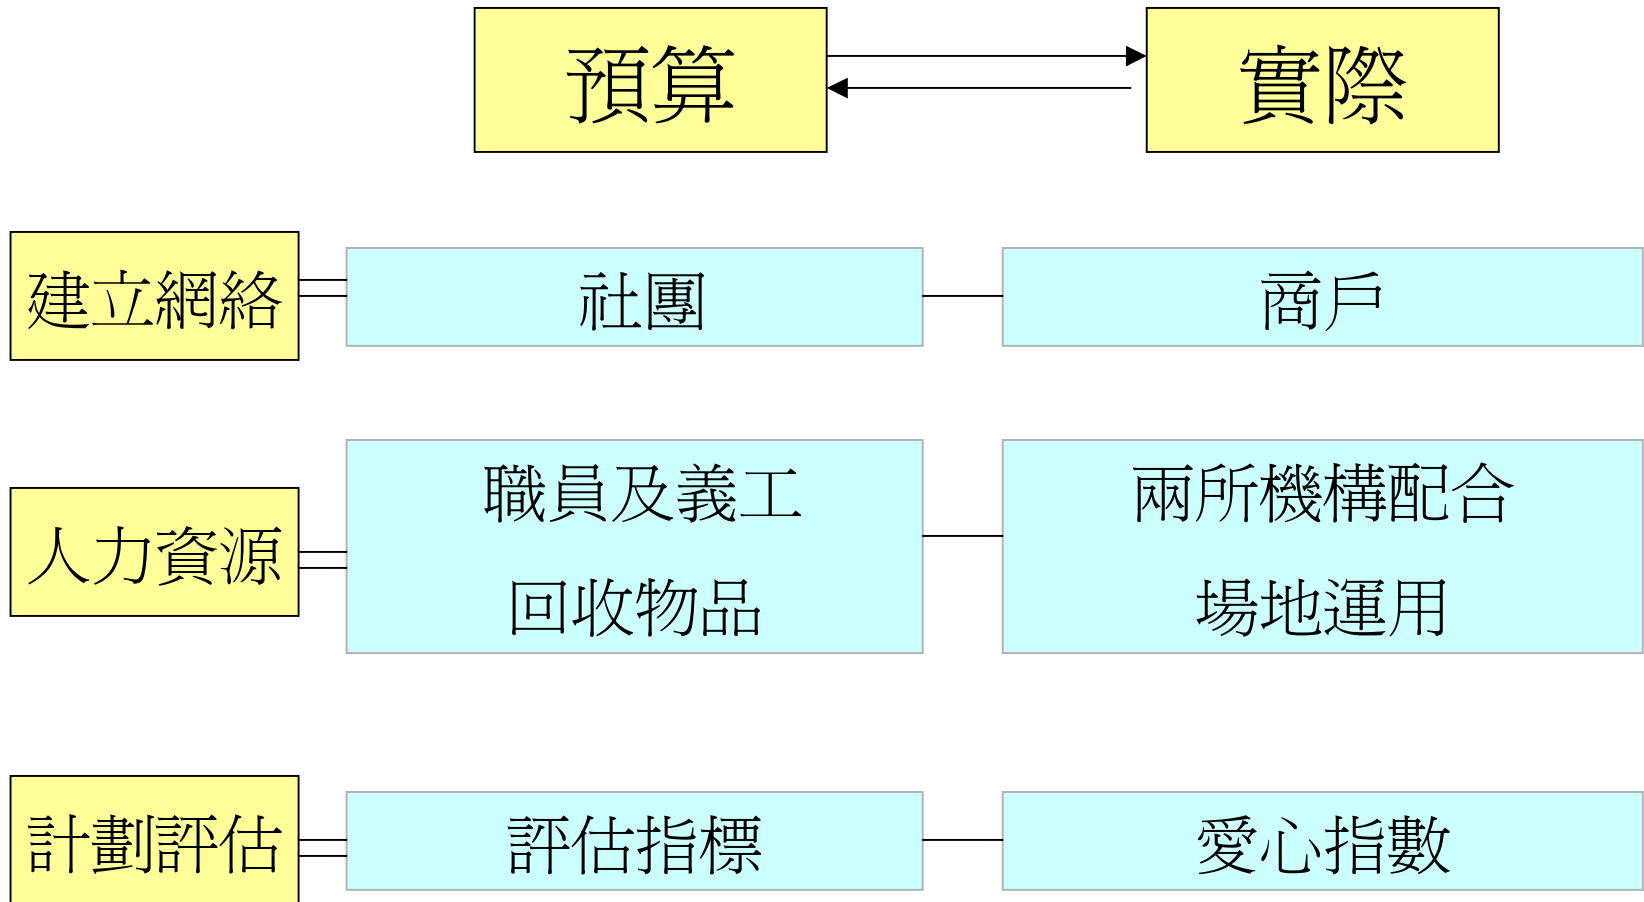 預算
實際
建立網絡
社團
商戶
人力資源
職員及義工
回收物品
兩所機構配合
場地運用
計劃評估
評估指標
愛心指數